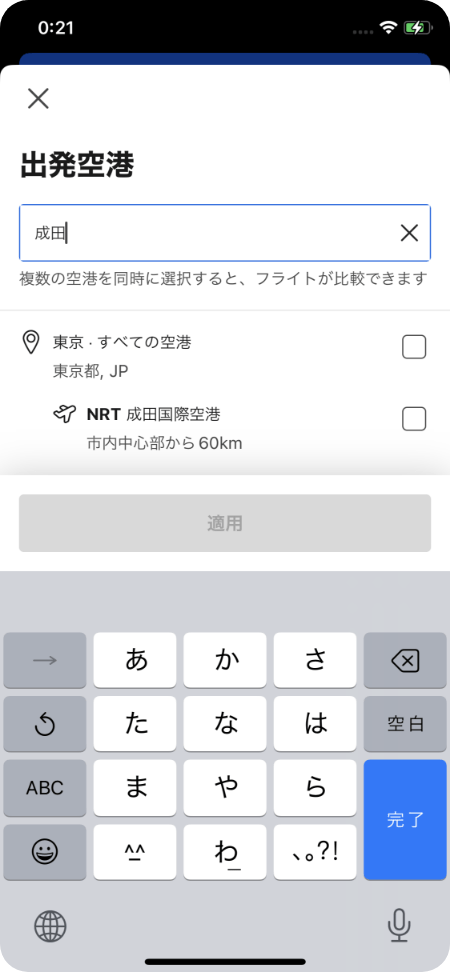 0:21
出発空港
成田
複数の空港を同時に選択すると、フライトが比較できます
東京 · すべての空港
東京都, JP
NRT 成田国際空港
市内中心部から 60km
適用
→ あ か さ
た な は 空白
ABC ま や ら 完了
^^ わ_ 、。?!